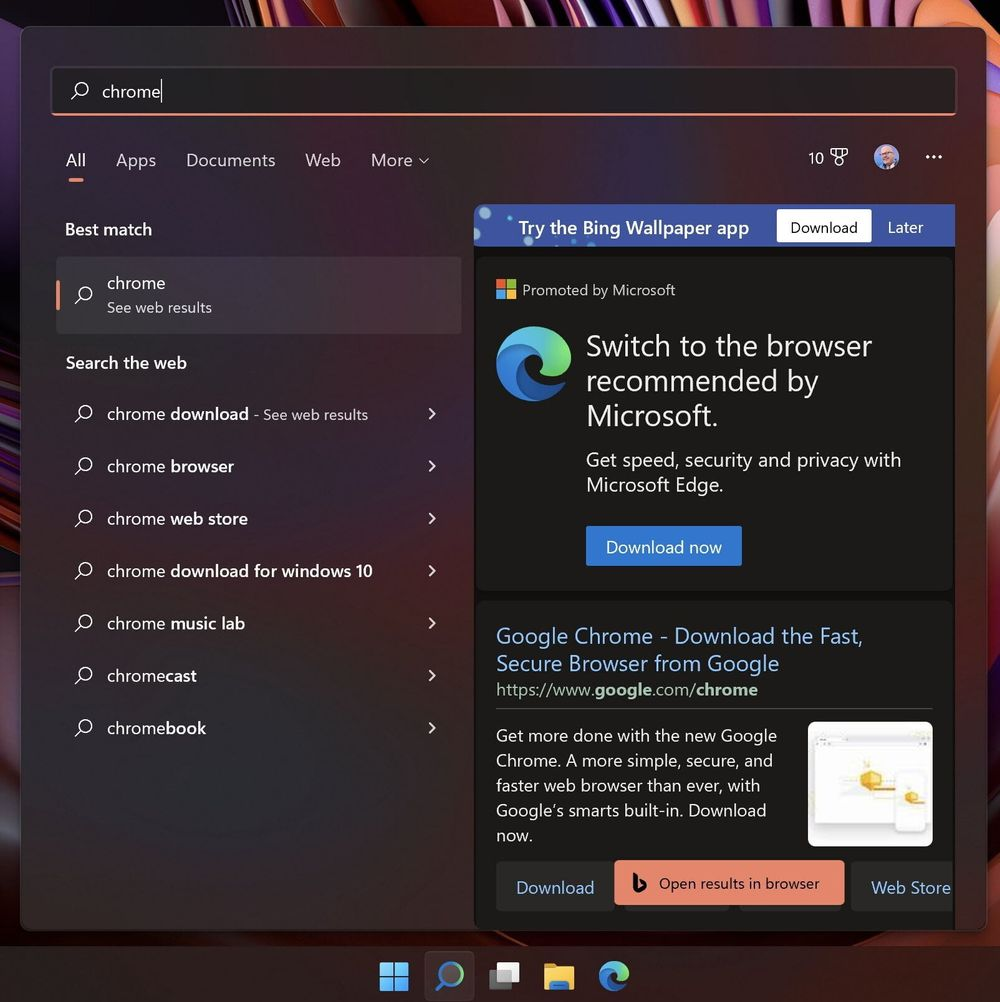 chrome
All Apps Documents Web More
10
Best match
chrome
See web results
Search the web
chrome download - See web results
chrome browser
chrome web store
chrome download for windows 10
chrome music lab
chromecast
chromebook
Try the Bing Wallpaper app Download Later
Promoted by Microsoft
Switch to the browser
recommended by
Microsoft.
Get speed, security and privacy with
Microsoft Edge.
Download now
Google Chrome - Download the Fast,
Secure Browser from Google
https://www.google.com/chrome
Get more done with the new Google
Chrome. A more simple, secure, and
faster web browser than ever, with
Google's smarts built-in. Download
now.
Download Open results in browser Web Store